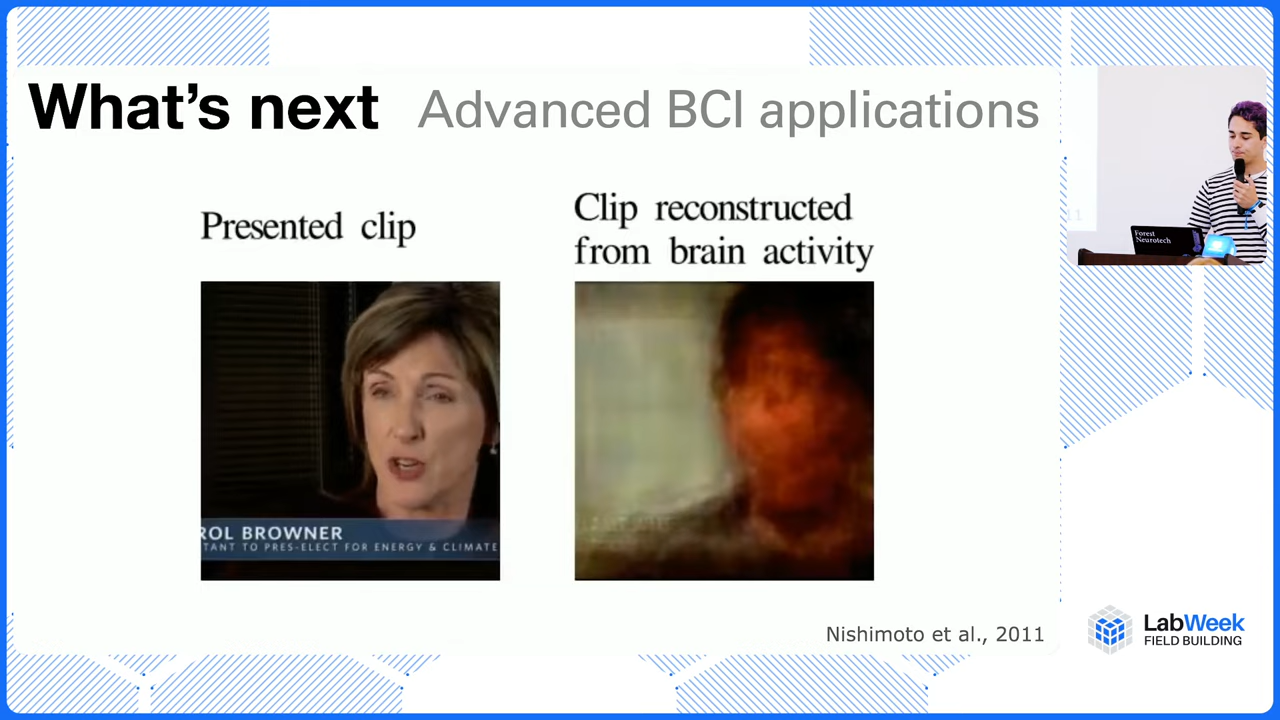 What's next Advanced BCI applications
Presented clip
Clip reconstructed
from brain activity
ROL BROWNER
TANT TO PRES-ELECT FOR ENERGY & CLIMATE
Nishimoto et al., 2011
Forest
Neurotech
LabWeek
FIELD BUILDING